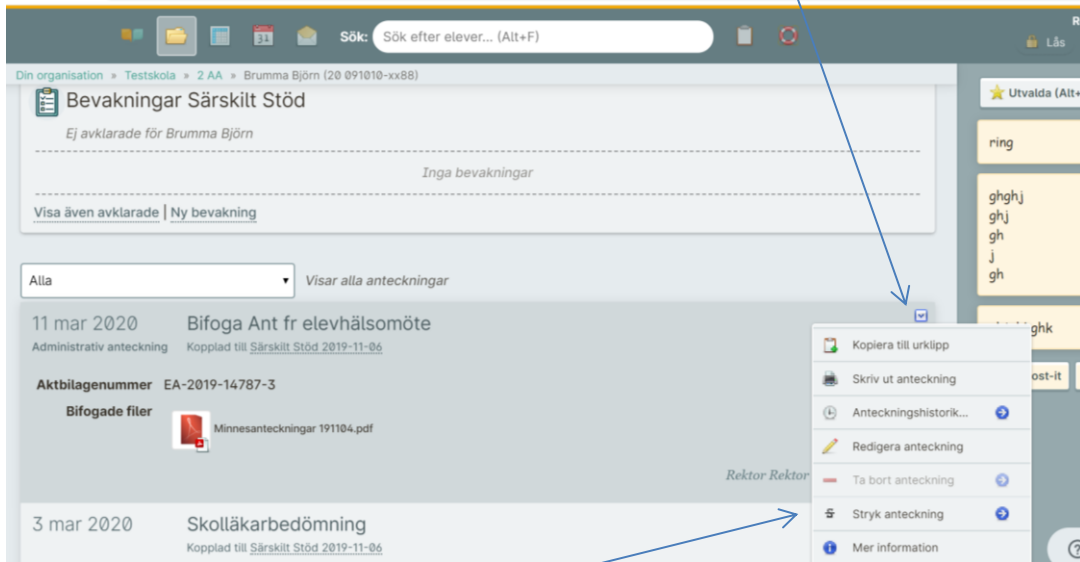 31
Sök:
Sök efter elever... (Alt+F)
Lås
Din organisation » Testskola » 2 AA » Brumma Björn (20 091010-xx88)
Bevakningar Särskilt Stöd
Ej avklarade för Brumma Björn
Inga bevakningar
Visa även avklarade | Ny bevakning
Alla
Visar alla anteckningar
11 mar 2020
Bifoga Ant fr elevhälsomöte
Administrativ anteckning
Kopplad till Särskilt Stöd 2019-11-06
Aktbilagenummer EA-2019-14787-3
Bifogade filer
Minnesanteckningar 191104.pdf
Rektor Rektor
3 mar 2020
Skolläkarbedömning
Kopplad till Särskilt Stöd 2019-11-06
Kopiera till urklipp
Skriv ut anteckning
Anteckningshistorik...
Redigera anteckning
Ta bort anteckning
Stryk anteckning
Mer information
Utvalda (Alt+
ring
ghghj
ghj
gh
j
gh
ghk
ost-it